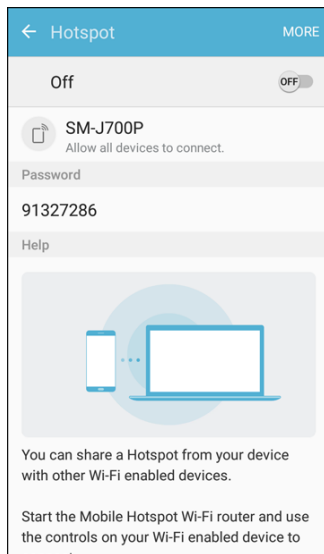 Hotspot MORE
Off OFF
SM-J700P
Allow all devices to connect.
Password
91327286
Help
You can share a Hotspot from your device
with other Wi-Fi enabled devices.
Start the Mobile Hotspot Wi-Fi router and use
the controls on your Wi-Fi enabled device to